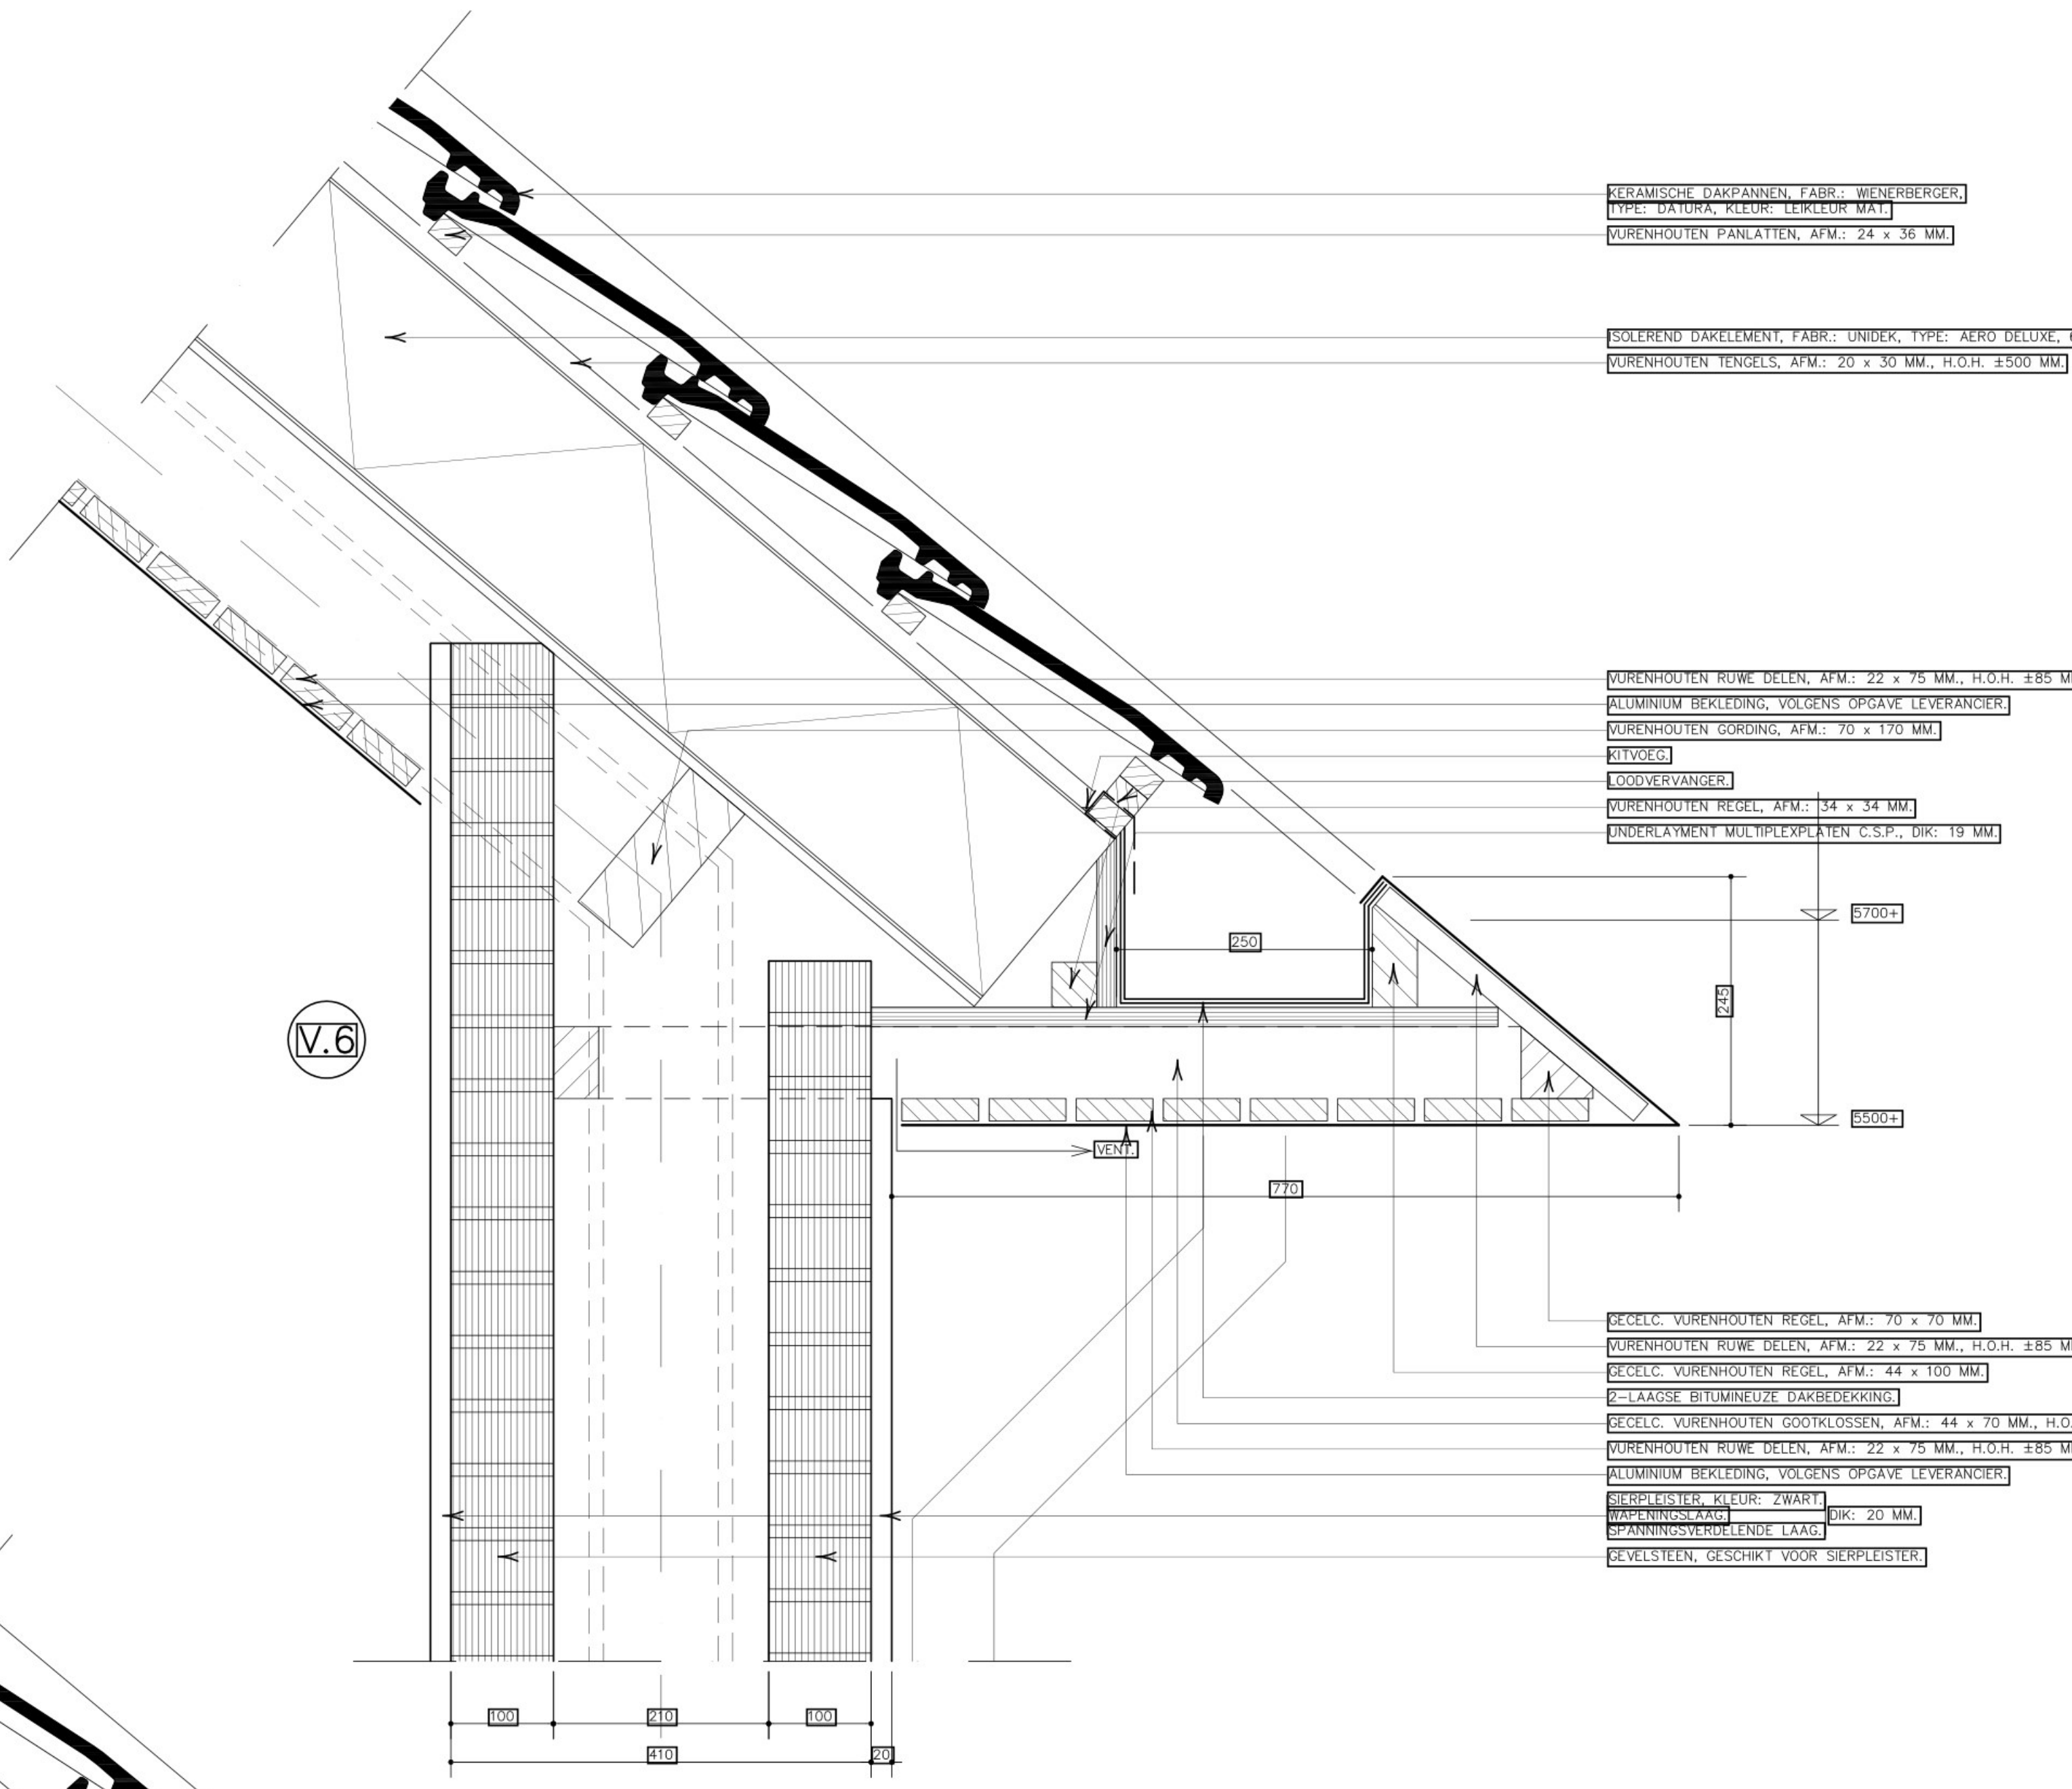 KERAMISCHE DAKPANNEN, FABR.: WIENERBERGER,
TYPE: DATURA, KLEUR: LEIKLEUR MAT.
VURENHOUTEN PANLATTEN, AFM.: 24 x 36 MM.
ISOLEREND DAKELEMENT, FABR.: UNIDEK, TYPE: AERO DELUXE,
VURENHOUTEN TENGELS, AFM.: 20 x 30 MM., H.O.H. ±500 MM.
VURENHOUTEN RUWE DELEN, AFM.: 22 x 75 MM., H.O.H. ±85 MM
ALUMINIUM BEKLEDING, VOLGENS OPGAVE LEVERANCIER.
VURENHOUTEN GORDING, AFM.: 70 x 170 MM.
KITVOEG.
LOODVERVANGER.
VURENHOUTEN REGEL, AFM.: 34 x 34 MM.
UNDERLAYMENT MULTIPLEXPLATEN C.S.P., DIK: 19 MM.
5700+
250
245
V.6
5500+
VENT.
770
GECELC. VURENHOUTEN REGEL, AFM.: 70 x 70 MM.
VURENHOUTEN RUWE DELEN, AFM.: 22 x 75 MM., H.O.H. ±85 MM
GECELC. VURENHOUTEN REGEL, AFM.: 44 x 100 MM.
2-LAAGSE BITUMINEUZE DAKBEDEKKING.
GECELC. VURENHOUTEN GOOTKLOSSEN, AFM.: 44 x 70 MM., H.O.
VURENHOUTEN RUWE DELEN, AFM.: 22 x 75 MM., H.O.H. ±85 MM
ALUMINIUM BEKLEDING, VOLGENS OPGAVE LEVERANCIER.
SIERPLEISTER, KLEUR: ZWART.
WAPENINGSLAAG. DIK: 20 MM.
SPANNINGSVERDELENDE LAAG.
GEVELSTEEN, GESCHIKT VOOR SIERPLEISTER.
100 210 100
410 20